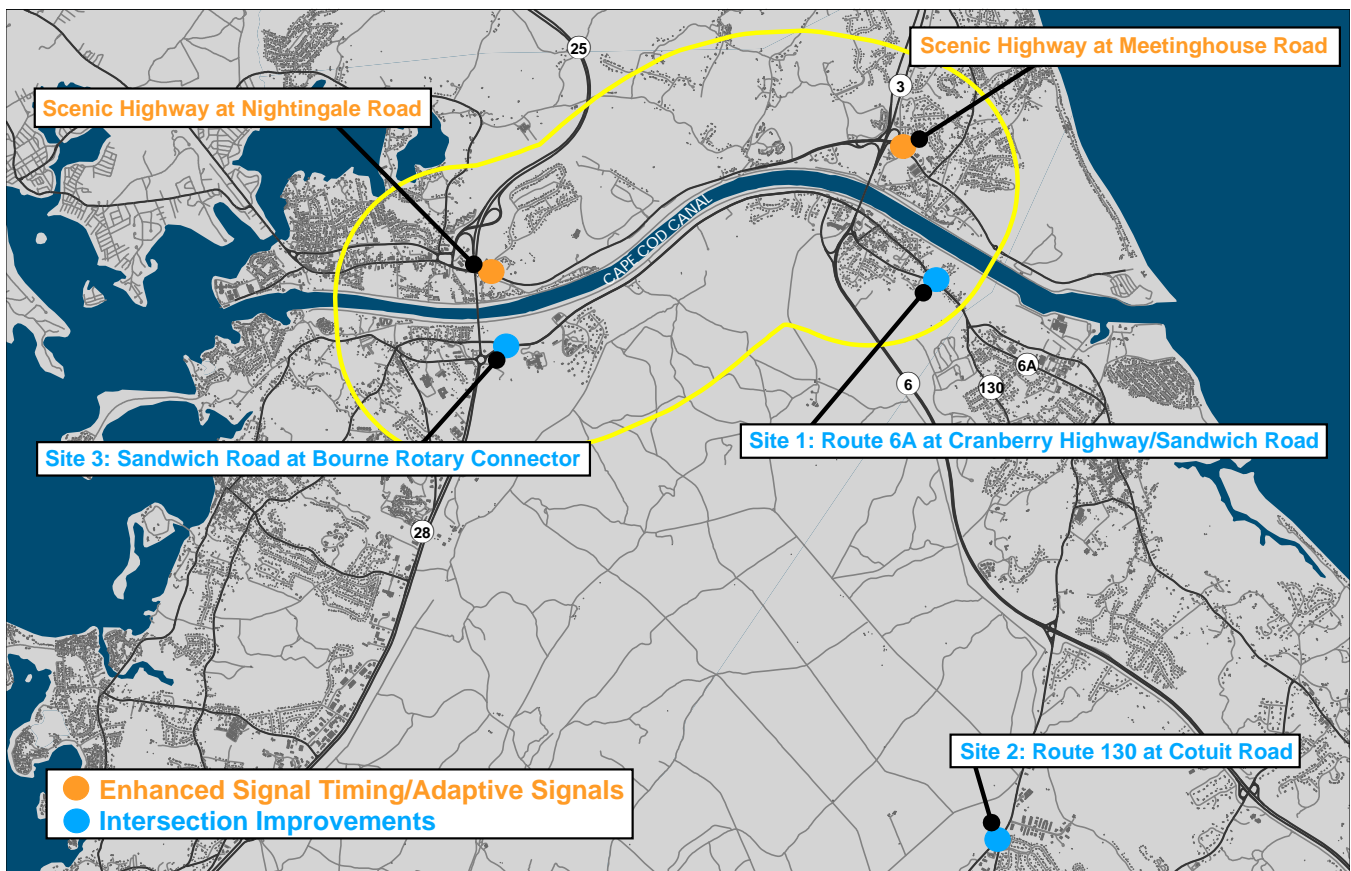 25
Scenic Highway at Meetinghouse Road
3
Scenic Highway at Nightingale Road
CAPE COD CANAL
6A
6
130
Site 1: Route 6A at Cranberry Highway/Sandwich Road
Site 3: Sandwich Road at Bourne Rotary Connector
28
Site 2: Route 130 at Cotuit Road
Enhanced Signal Timing/Adaptive Signals
Intersection Improvements